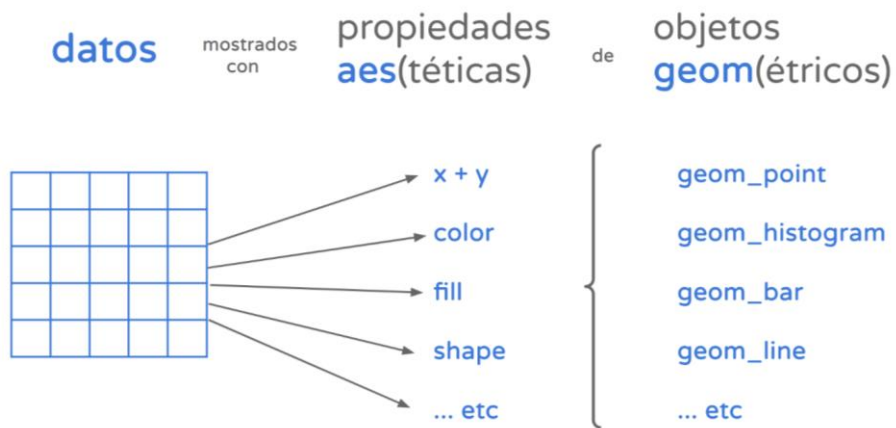 datos
mostrados
con
propiedades
aes(téticas)
de
objetos
geom(étricos)
x + y
color
fill
shape
... etc
geom_point
geom_histogram
geom_bar
geom_line
... etc